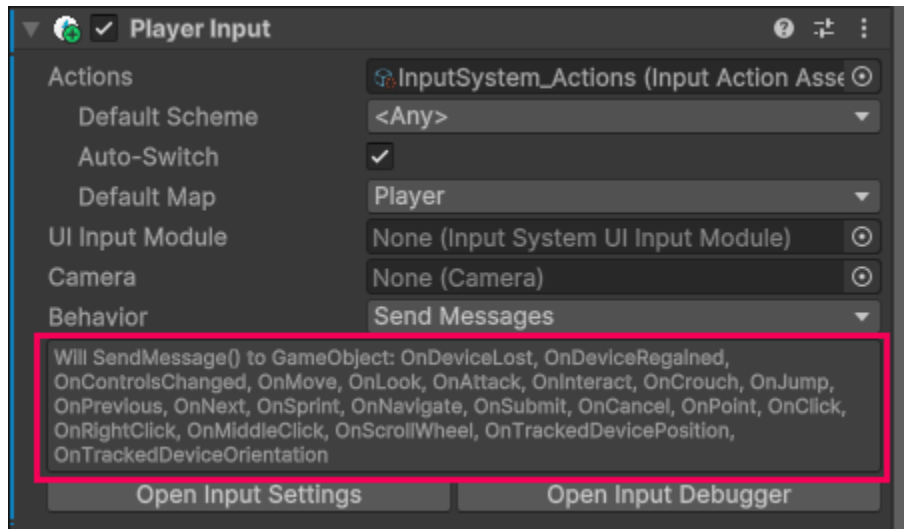 Player Input
Actions InputSystem_Actions (Input Action Asse
Default Scheme <Any>
Auto-Switch
Default Map Player
UI Input Module None (Input System UI Input Module)
Camera None (Camera)
Behavior Send Messages
Will SendMessage() to GameObject: OnDeviceLost, OnDeviceRegained,
OnControlsChanged, OnMove, OnLook, OnAttack, OnInteract, OnCrouch, OnJump,
OnPrevious, OnNext, OnSprint, OnNavigate, OnSubmit, OnCancel, OnPoint, OnClick,
OnRightClick, OnMiddleClick, OnScrollWheel, OnTrackedDevicePosition,
OnTrackedDeviceOrientation
Open Input Settings Open Input Debugger